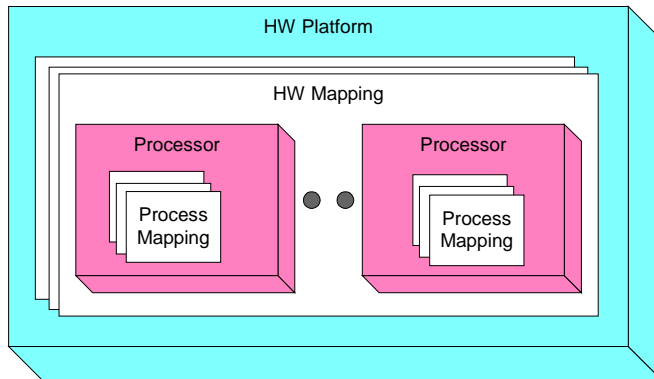 HW Platform
HW Mapping
Processor
Process
Mapping
Processor
Process
Mapping